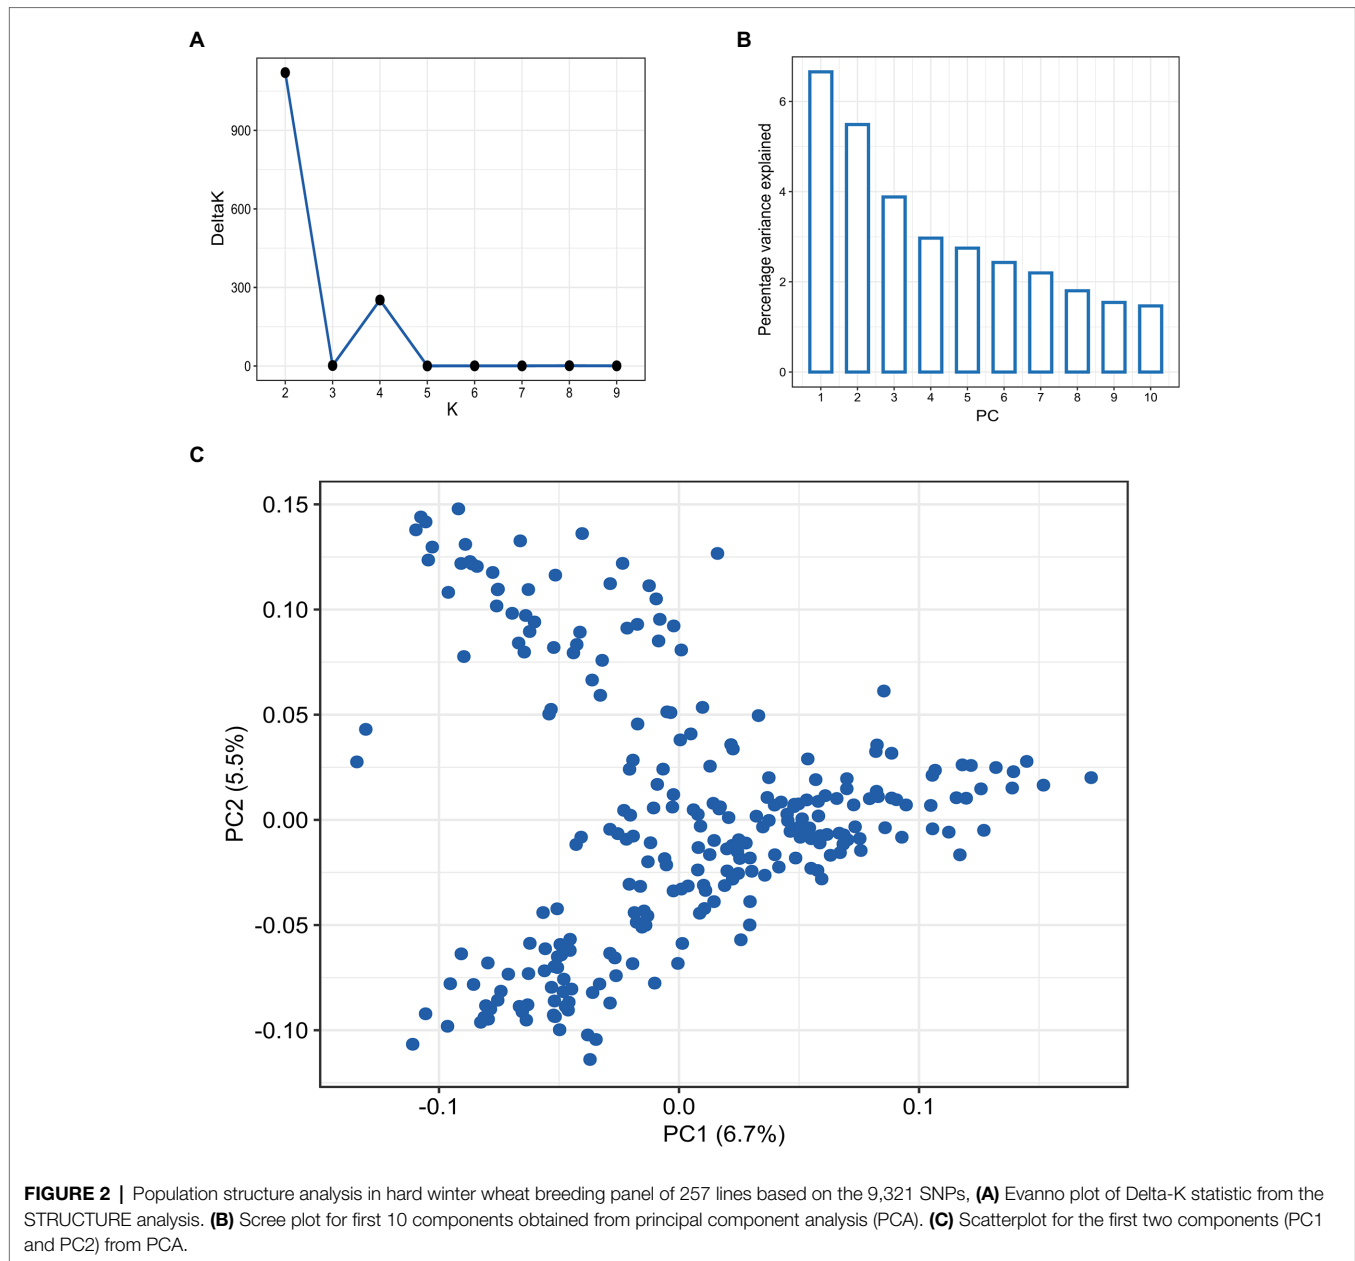 A
B
900
600
300
0
DeltaK
2 3 4 5 6 7 8 9
K
6
4
2
0
Percentage variance explained
1 2 3 4 5 6 7 8 9 10
PC
C
0.15
0.10
0.05
0.00
-0.05
-0.10
PC2 (5.5%)
-0.1 0.0 0.1
PC1 (6.7%)
FIGURE 2 | Population structure analysis in hard winter wheat breeding panel of 257 lines based on the 9,321 SNPs, (A) Evanno plot of Delta-K statistic from the
STRUCTURE analysis. (B) Scree plot for first 10 components obtained from principal component analysis (PCA). (C) Scatterplot for the first two components (PC1
and PC2) from PCA.